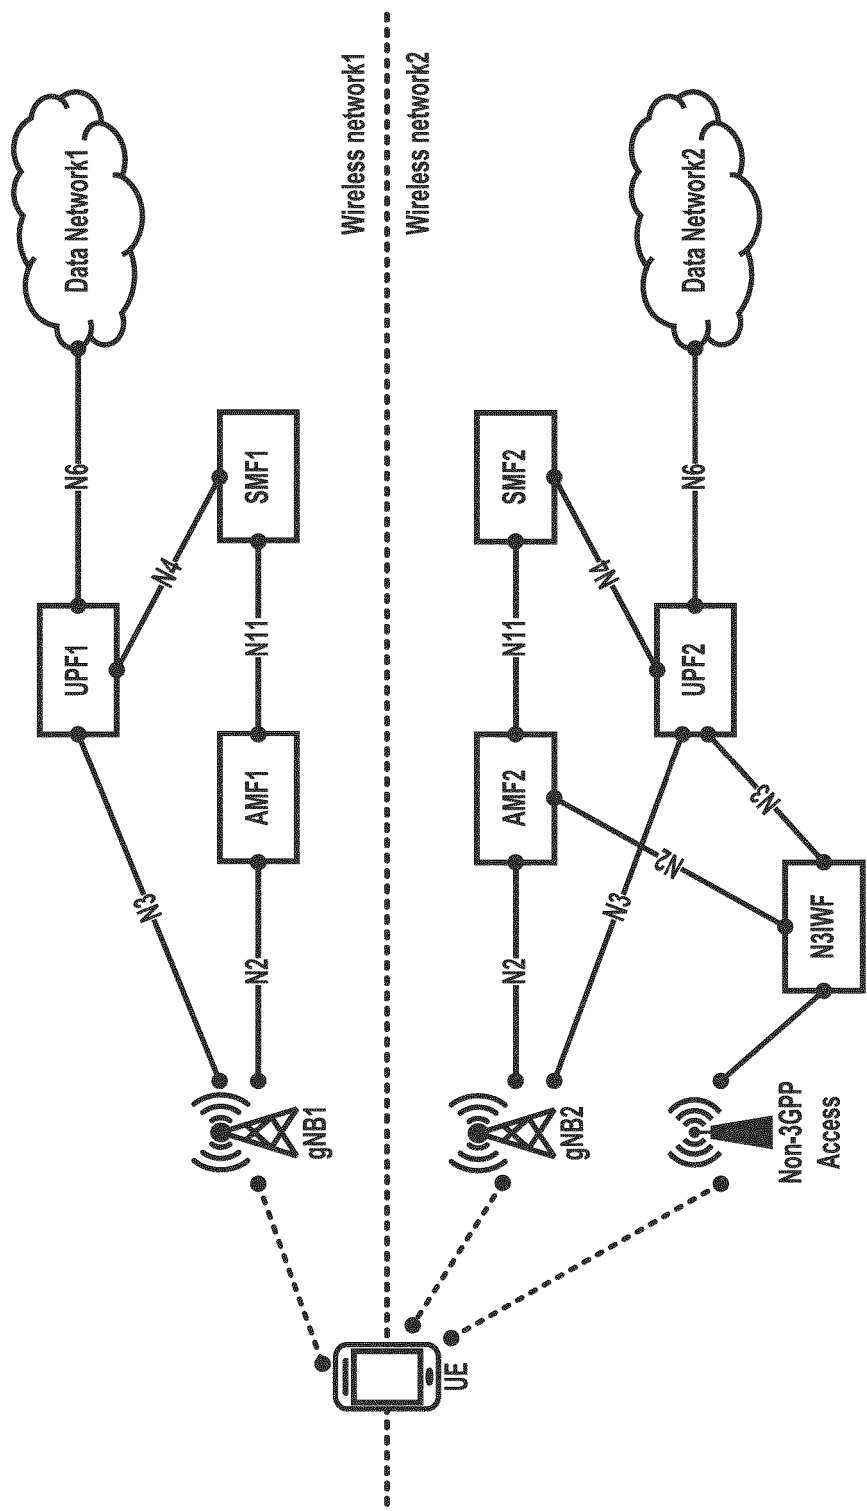 Wireless network1
Wireless network2
Data Network1
N6
UPF1
N4
SMF1
N3
N11
AMF1
N2
gNB1
UE
Data Network2
N6
SMF2
N4
UPF2
N11
AMF2
N3
N2
N3
N2
N3IWF
gNB2
Non-3GPP
Access